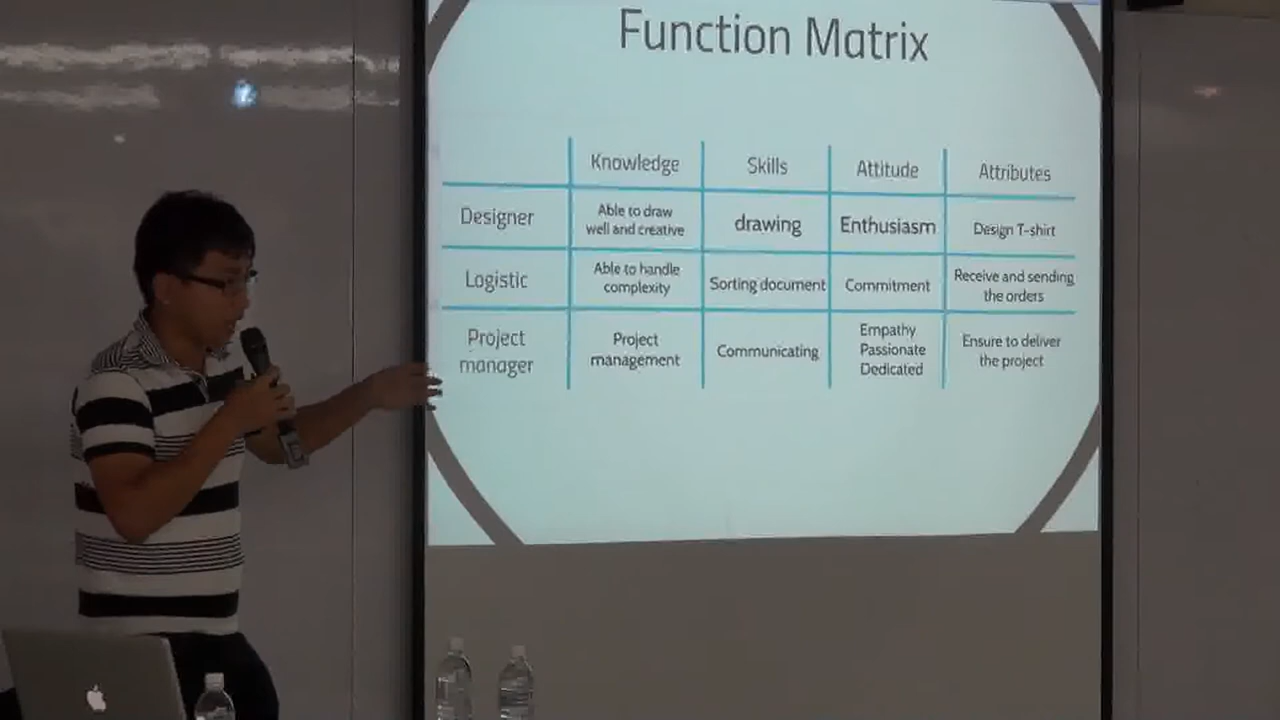 Function Matrix
Knowledge Skills Attitude Attributes
Designer
Able to draw
well and creative
drawing
Enthusiasm
Design T-shirt
Logistic
Able to handle
complexity
Sorting document
Commitment
Receive and sending
the orders
Project
manager
Project
management
Communicating
Empathy
Passionate
Dedicated
Ensure to deliver
the project